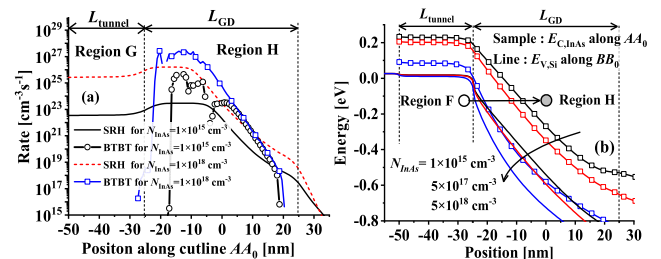 L_tunnel
L_GD
Region G
Region H
(a)
SRH for N_InAs=1×10^15 cm^-3
BTBT for N_InAs=1×10^15 cm^-3
SRH for N_InAs=1×10^18 cm^-3
BTBT for N_InAs=1×10^18 cm^-3
Rate [cm^-3s^-1]
10^29
10^27
10^25
10^23
10^21
10^19
10^17
10^15
-50 -40 -30 -20 -10 0 10 20 30
Positon along cutline AA_0 [nm]
L_tunnel
L_GD
Sample : E_C,InAs along AA_0
Line : E_V,Si along BB_0
Region F
Region H
N_InAs = 1×10^15 cm^-3
5×10^17 cm^-3
5×10^18 cm^-3
(b)
Energy [eV]
0.2
0.0
-0.2
-0.4
-0.6
-0.8
-60 -50 -40 -30 -20 -10 0 10 20 30
Position [nm]